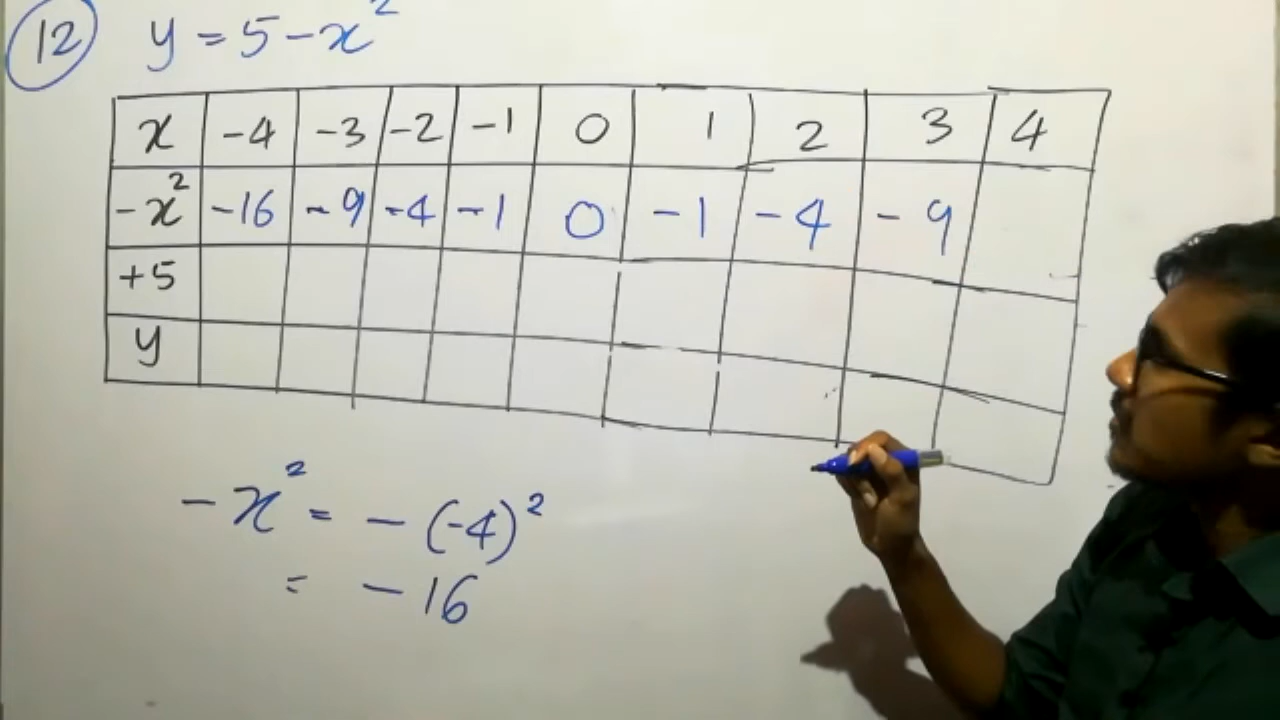 12 y = 5 - x²
x -4 -3 -2 -1 0 1 2 3 4
-x² -16 -9 -4 -1 0 -1 -4 -9
+5
y
-x² = -(-4)²
= -16